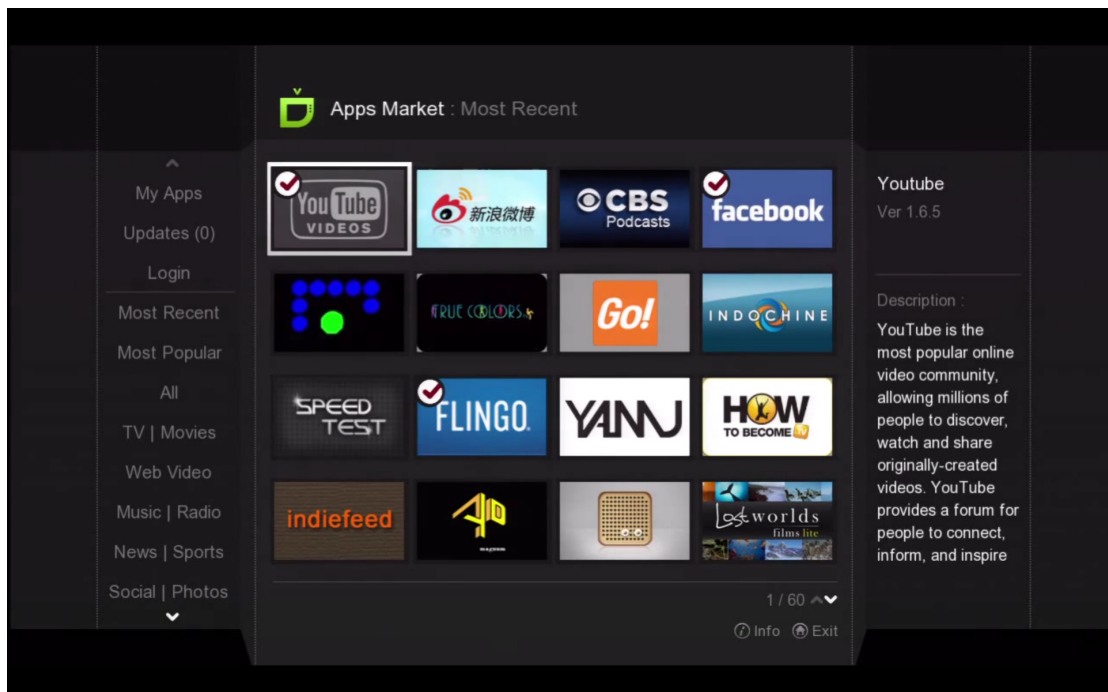 Apps Market : Most Recent
My Apps
Updates (0)
Login
Most Recent
Most Popular
All
TV | Movies
Web Video
Music | Radio
News | Sports
Social | Photos
You Tube
VIDEOS
新浪微博
CBS
Podcasts
facebook
TRUE COLORS.tv
Go!
INDOCHINE
SPEED
TEST
FLINGO.
YAMU
HOW
TO BECOME TV
indiefeed
Lost worlds
films lite
1 / 60
i Info
Exit
Youtube
Ver 1.6.5
Description :
YouTube is the
most popular online
video community,
allowing millions of
people to discover,
watch and share
originally-created
videos. YouTube
provides a forum for
people to connect,
inform, and inspire